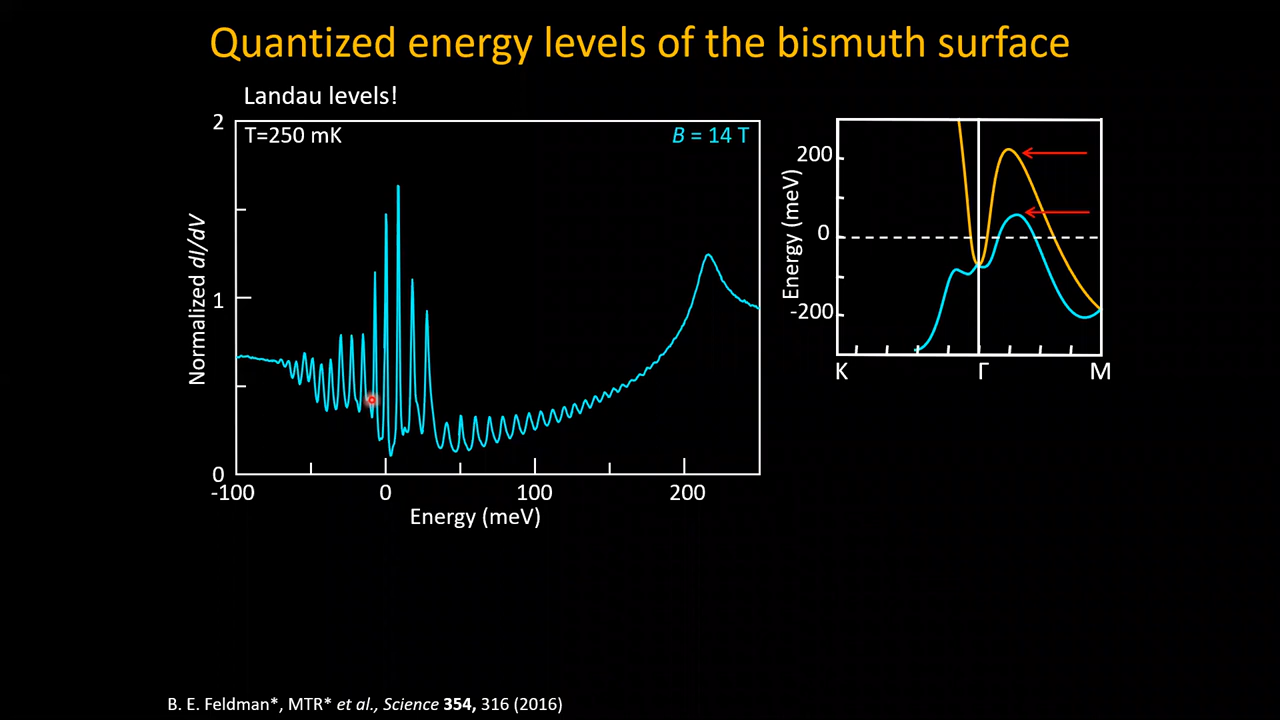 Quantized energy levels of the bismuth surface
Landau levels!
T=250 mK
B = 14 T
Normalized dI/dV
2
1
0
-100
0
100
200
Energy (meV)
Energy (meV)
200
0
-200
K
Γ
M
B. E. Feldman*, MTR* et al., Science 354, 316 (2016)